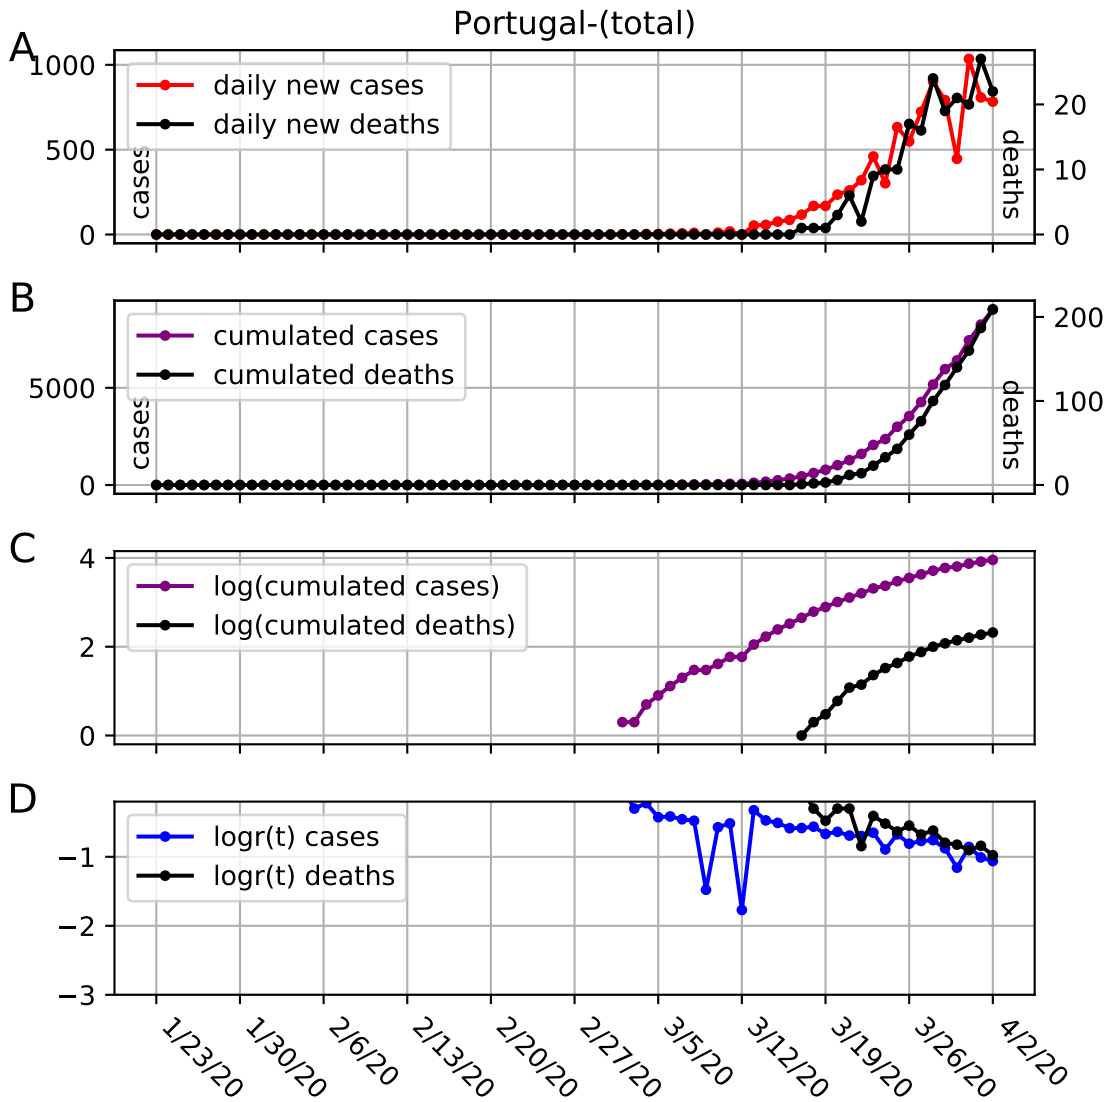 Portugal-(total)
A
1000
500
0
cases
daily new cases
daily new deaths
20
10
0
deaths
B
5000
0
cases
cumulated cases
cumulated deaths
200
100
0
deaths
C
4
2
0
log(cumulated cases)
log(cumulated deaths)
D
−1
−2
−3
logr(t) cases
logr(t) deaths
1/23/20
1/30/20
2/6/20
2/13/20
2/20/20
2/27/20
3/5/20
3/12/20
3/19/20
3/26/20
4/2/20